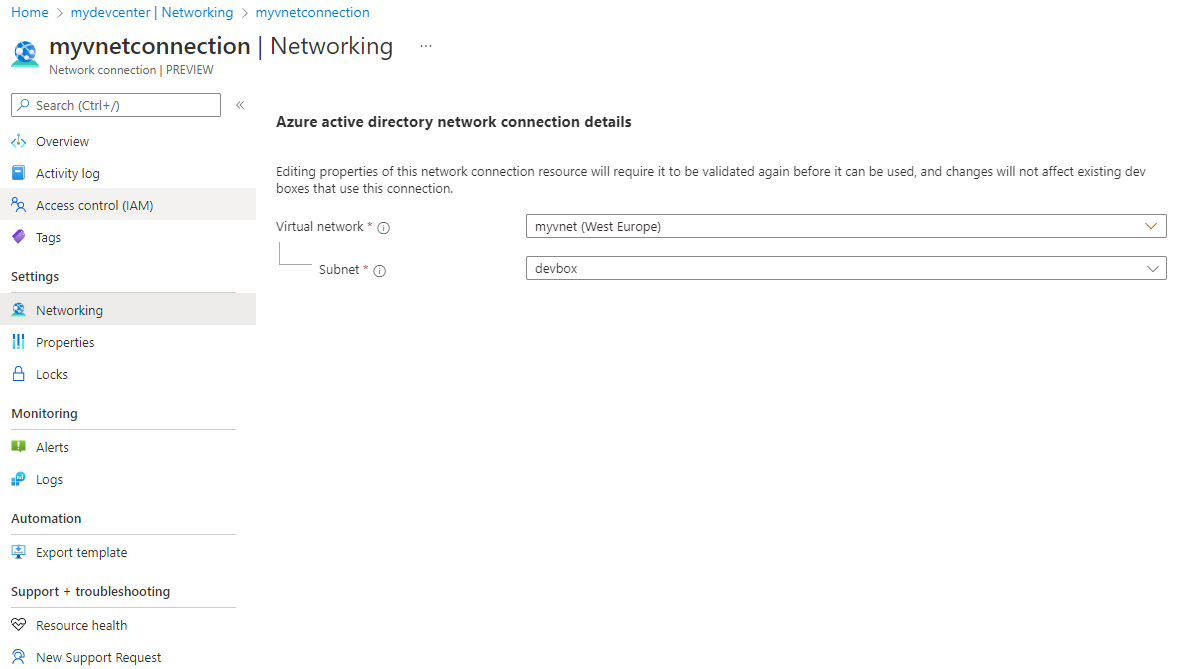 Home > mydevcenter | Networking > myvnetconnection
myvnetconnection | Networking ...
Network connection | PREVIEW
Search (Ctrl+/) «
Overview
Activity log
Access control (IAM)
Tags
Settings
Networking
Properties
Locks
Monitoring
Alerts
Logs
Automation
Export template
Support + troubleshooting
Resource health
New Support Request
Azure active directory network connection details
Editing properties of this network connection resource will require it to be validated again before it can be used, and changes will not affect existing dev
boxes that use this connection.
Virtual network * myvnet (West Europe)
Subnet * devbox